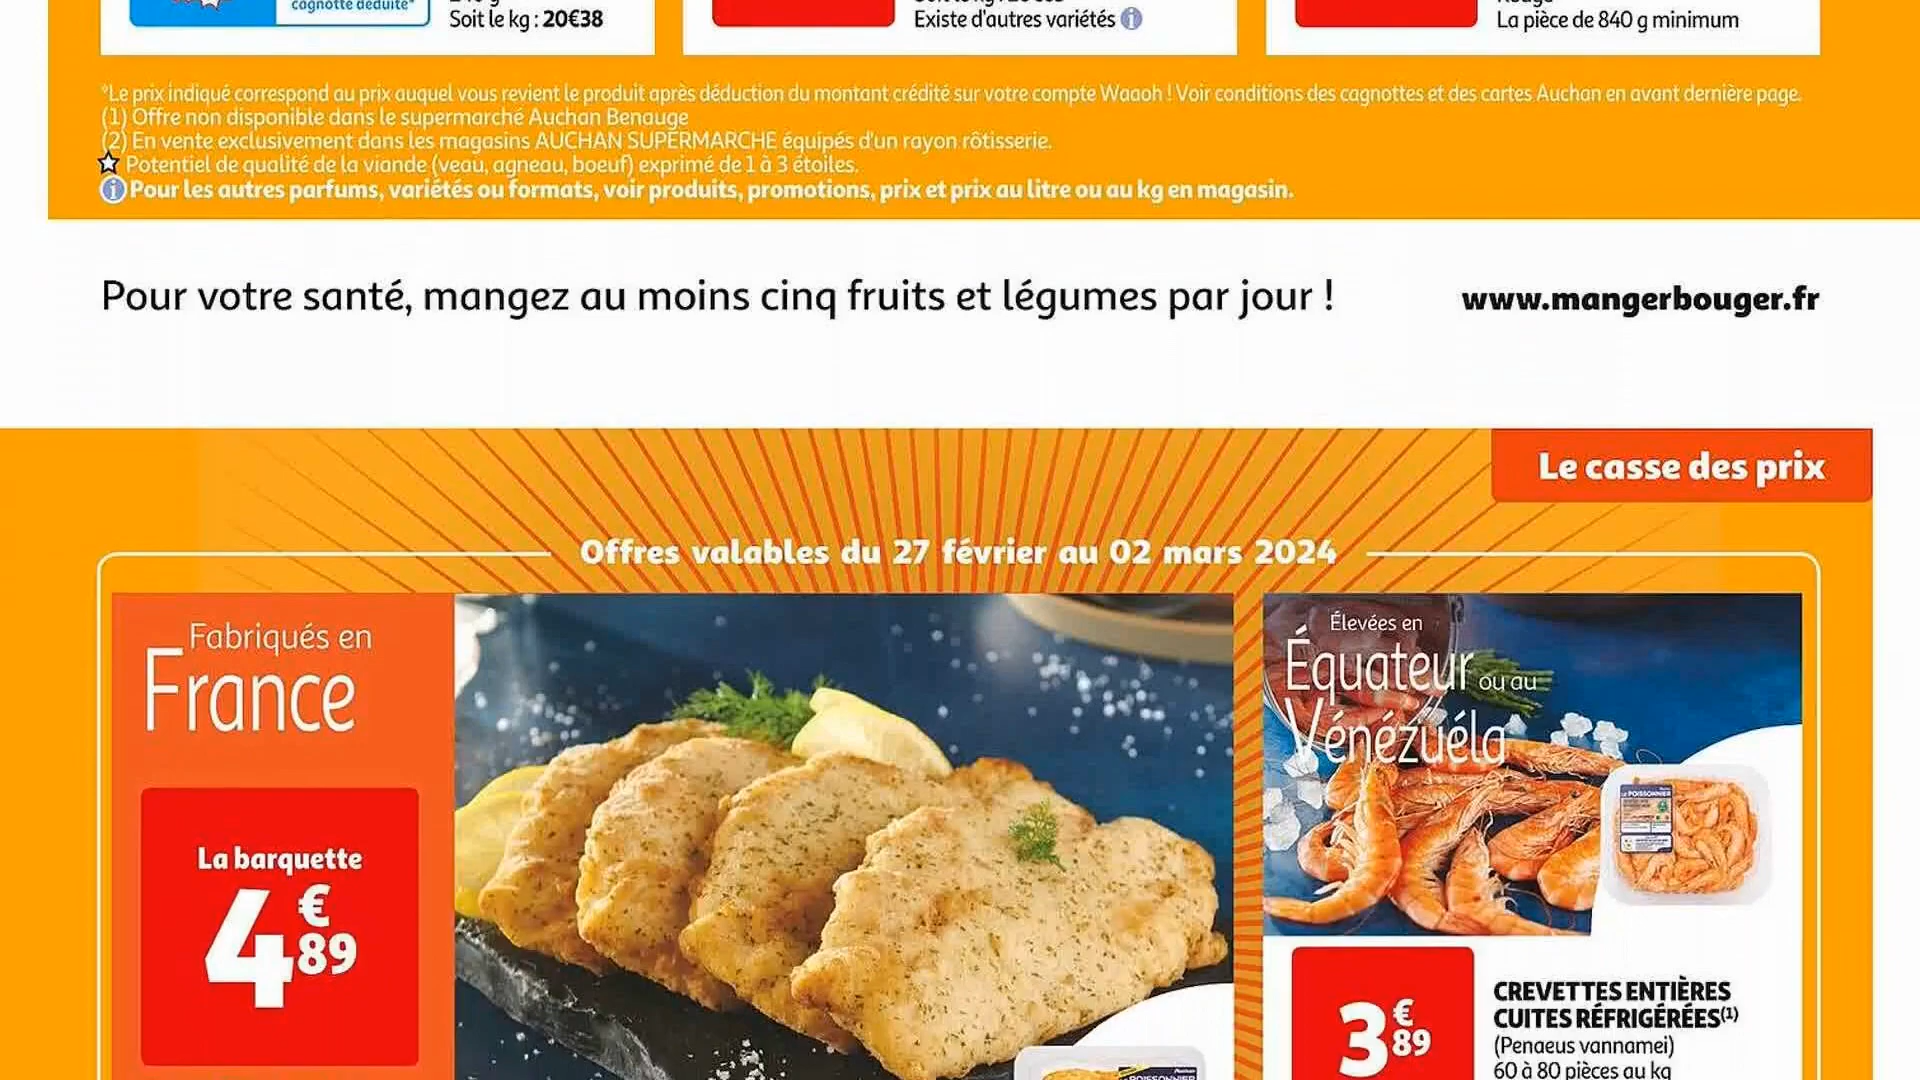 cagnotte déduite*
Soit le kg : 20€38
Existe d'autres variétés
La pièce de 840 g minimum
*Le prix indiqué correspond au prix auquel vous revient le produit après déduction du montant crédité sur votre compte Waaoh ! Voir conditions des cagnottes et des cartes Auchan en avant dernière page.
(1) Offre non disponible dans le supermarché Auchan Benauge
(2) En vente exclusivement dans les magasins AUCHAN SUPERMARCHE équipés d'un rayon rôtisserie.
Potentiel de qualité de la viande (veau, agneau, boeuf) exprimé de 1 à 3 étoiles.
Pour les autres parfums, variétés ou formats, voir produits, promotions, prix et prix au litre ou au kg en magasin.
Pour votre santé, mangez au moins cinq fruits et légumes par jour !
www.mangerbouger.fr
Le casse des prix
Offres valables du 27 février au 02 mars 2024
Fabriqués en
France
La barquette
4€89
Élevées en
Équateur ou au
Vénézuéla
POISSONNIER
3€89
CREVETTES ENTIÈRES
CUITES RÉFRIGÉRÉES(1)
(Penaeus vannamei)
60 à 80 pièces au kg
Auchan
POISSONNIER